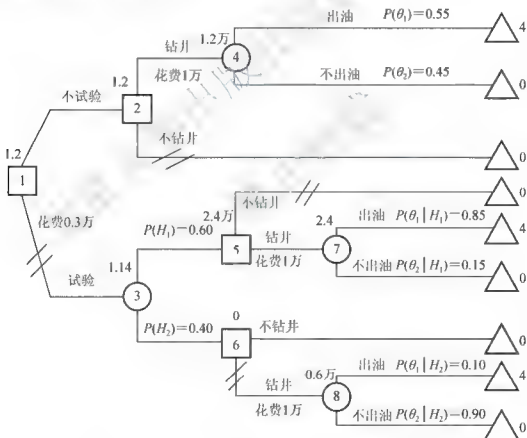 出油 P(θ₁)=0.55
4
1.2万
钻井
4
花费1万
不出油 P(θ₂)=0.45
0
1.2
不试验
2
不钻井
0
1.2
1
花费0.3万
试验
1.14
3
P(H₁)=0.60
2.4万
5
不钻井
0
钻井
花费1万
2.4
7
出油 P(θ₁|H₁)=0.85
4
不出油 P(θ₂|H₁)=0.15
0
P(H₂)=0.40
0
6
不钻井
0
钻井
花费1万
0.6万
8
出油 P(θ₁|H₂)=0.10
4
不出油 P(θ₂|H₂)=0.90
0